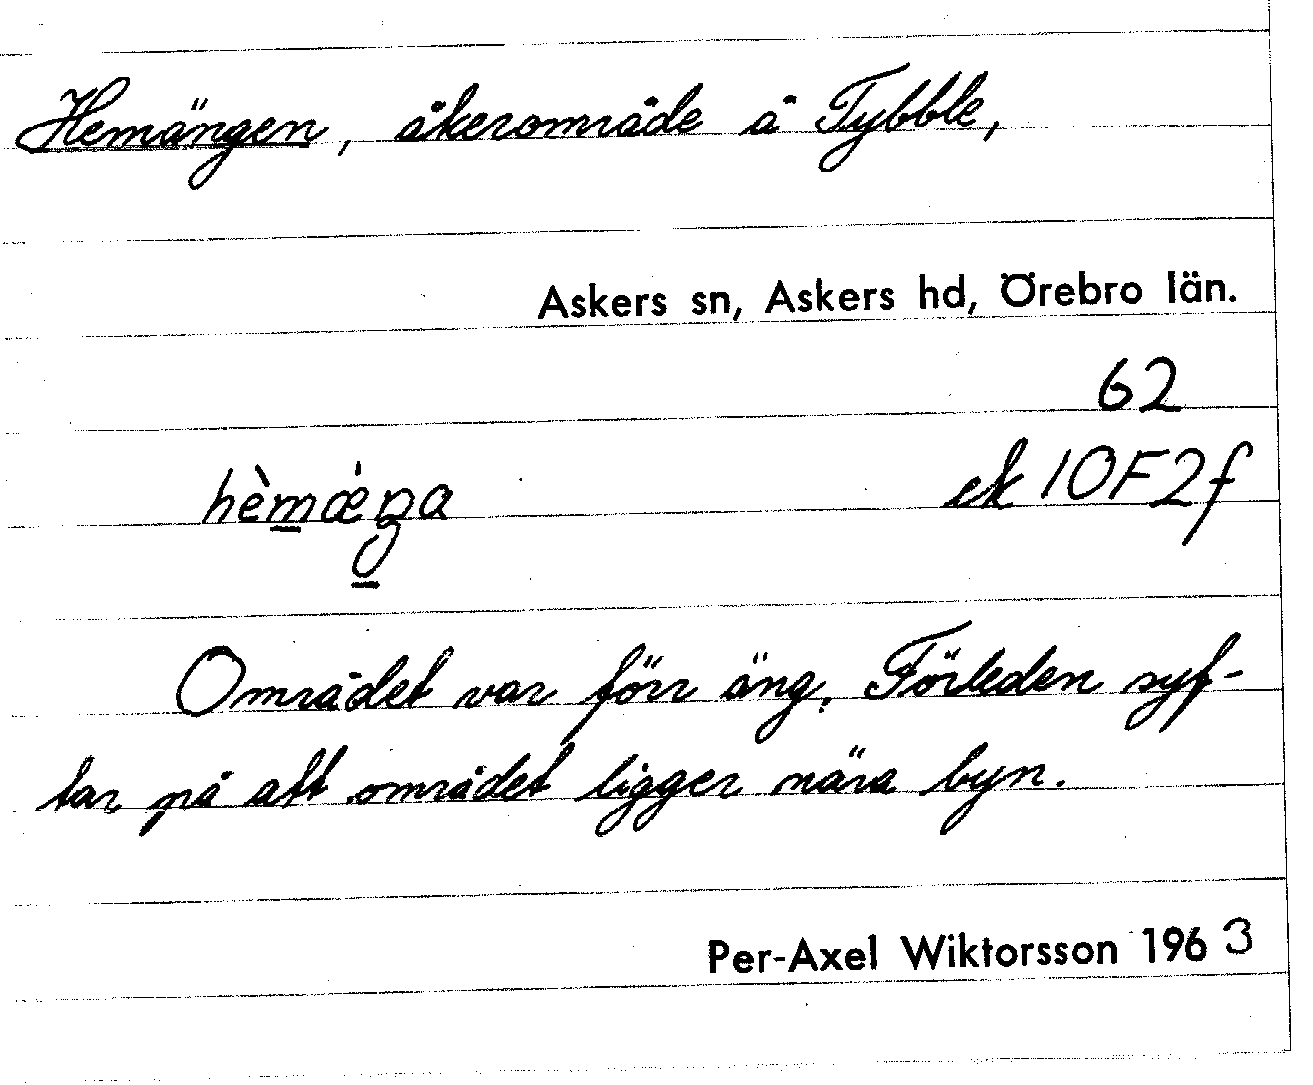 Hemängen, åkerområde å Tybble,
Askers sn, Askers hd, Örebro län.
62
hèmǽŋa
ek 10F2f
Området var förr äng. Förleden syf-
tar på att området ligger nära byn.
Per-Axel Wiktorsson 1963